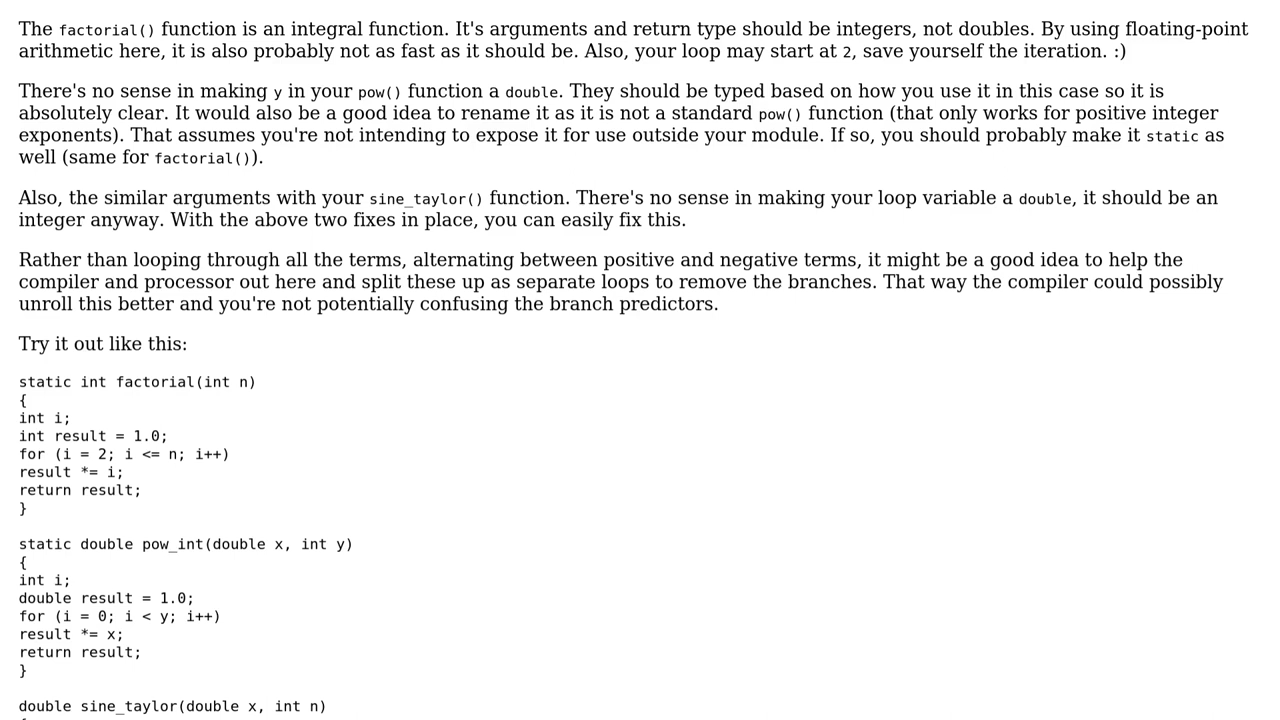 The factorial() function is an integral function. It's arguments and return type should be integers, not doubles. By using floating-point
arithmetic here, it is also probably not as fast as it should be. Also, your loop may start at 2, save yourself the iteration. :)
There's no sense in making y in your pow() function a double. They should be typed based on how you use it in this case so it is
absolutely clear. It would also be a good idea to rename it as it is not a standard pow() function (that only works for positive integer
exponents). That assumes you're not intending to expose it for use outside your module. If so, you should probably make it static as
well (same for factorial()).
Also, the similar arguments with your sine_taylor() function. There's no sense in making your loop variable a double, it should be an
integer anyway. With the above two fixes in place, you can easily fix this.
Rather than looping through all the terms, alternating between positive and negative terms, it might be a good idea to help the
compiler and processor out here and split these up as separate loops to remove the branches. That way the compiler could possibly
unroll this better and you're not potentially confusing the branch predictors.
Try it out like this:
static int factorial(int n)
{
int i;
int result = 1.0;
for (i = 2; i <= n; i++)
result *= i;
return result;
}
static double pow_int(double x, int y)
{
int i;
double result = 1.0;
for (i = 0; i < y; i++)
result *= x;
return result;
}
double sine_taylor(double x, int n)